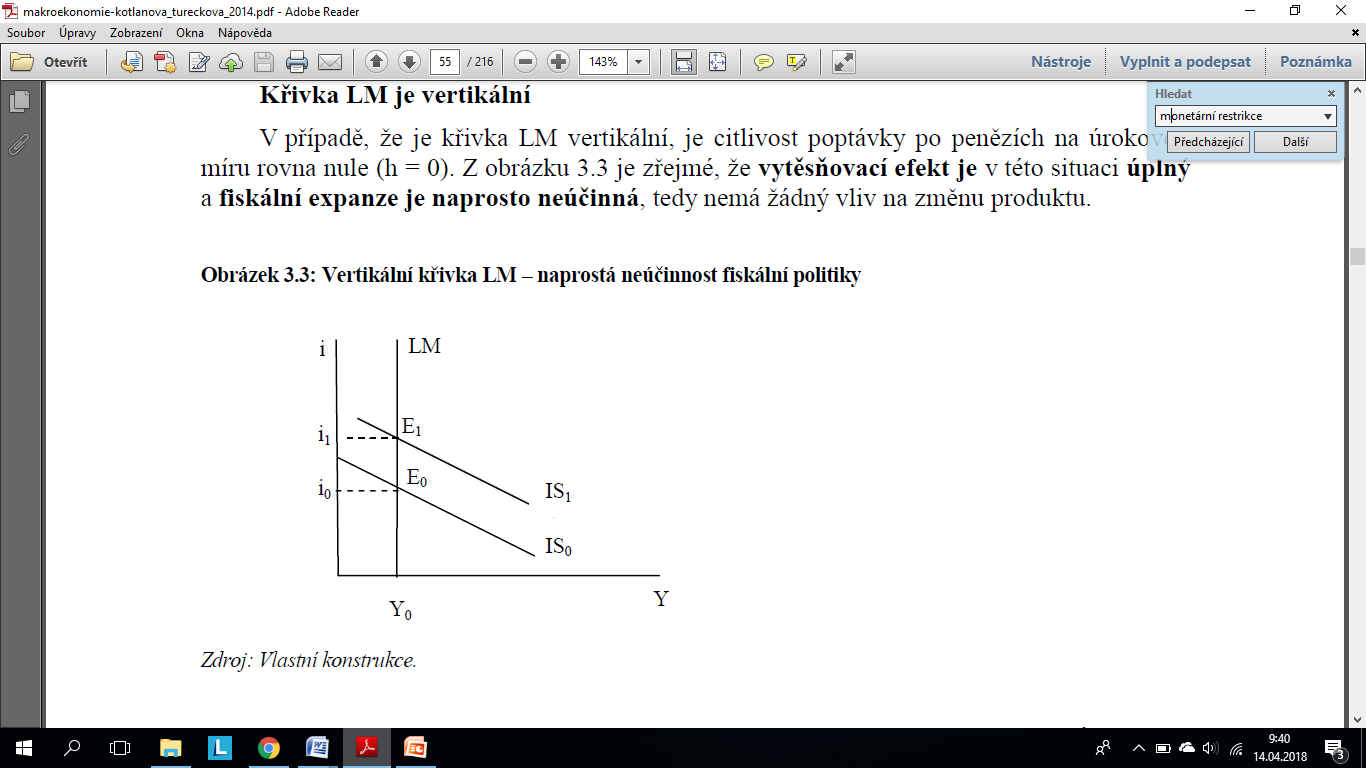 makroekonomie-kotlanova_tureckova_2014.pdf - Adobe Reader
Soubor Úpravy Zobrazení Okna Nápověda
Otevřít 55 / 216 143% Nástroje Vyplnit a podepsat Poznámka
Hledat
monetární restrikce
Předcházející Další
Křivka LM je vertikální
V případě, že je křivka LM vertikální, je citlivost poptávky po penězích na úrokovou
míru rovna nule (h = 0). Z obrázku 3.3 je zřejmé, že vytěsňovací efekt je v této situaci úplný
a fiskální expanze je naprosto neúčinná, tedy nemá žádný vliv na změnu produktu.
Obrázek 3.3: Vertikální křivka LM – naprostá neúčinnost fiskální politiky
i LM
i1 E1
i0 E0
IS1
IS0
Y
Y0
Zdroj: Vlastní konstrukce.
9:40
14.04.2018
3